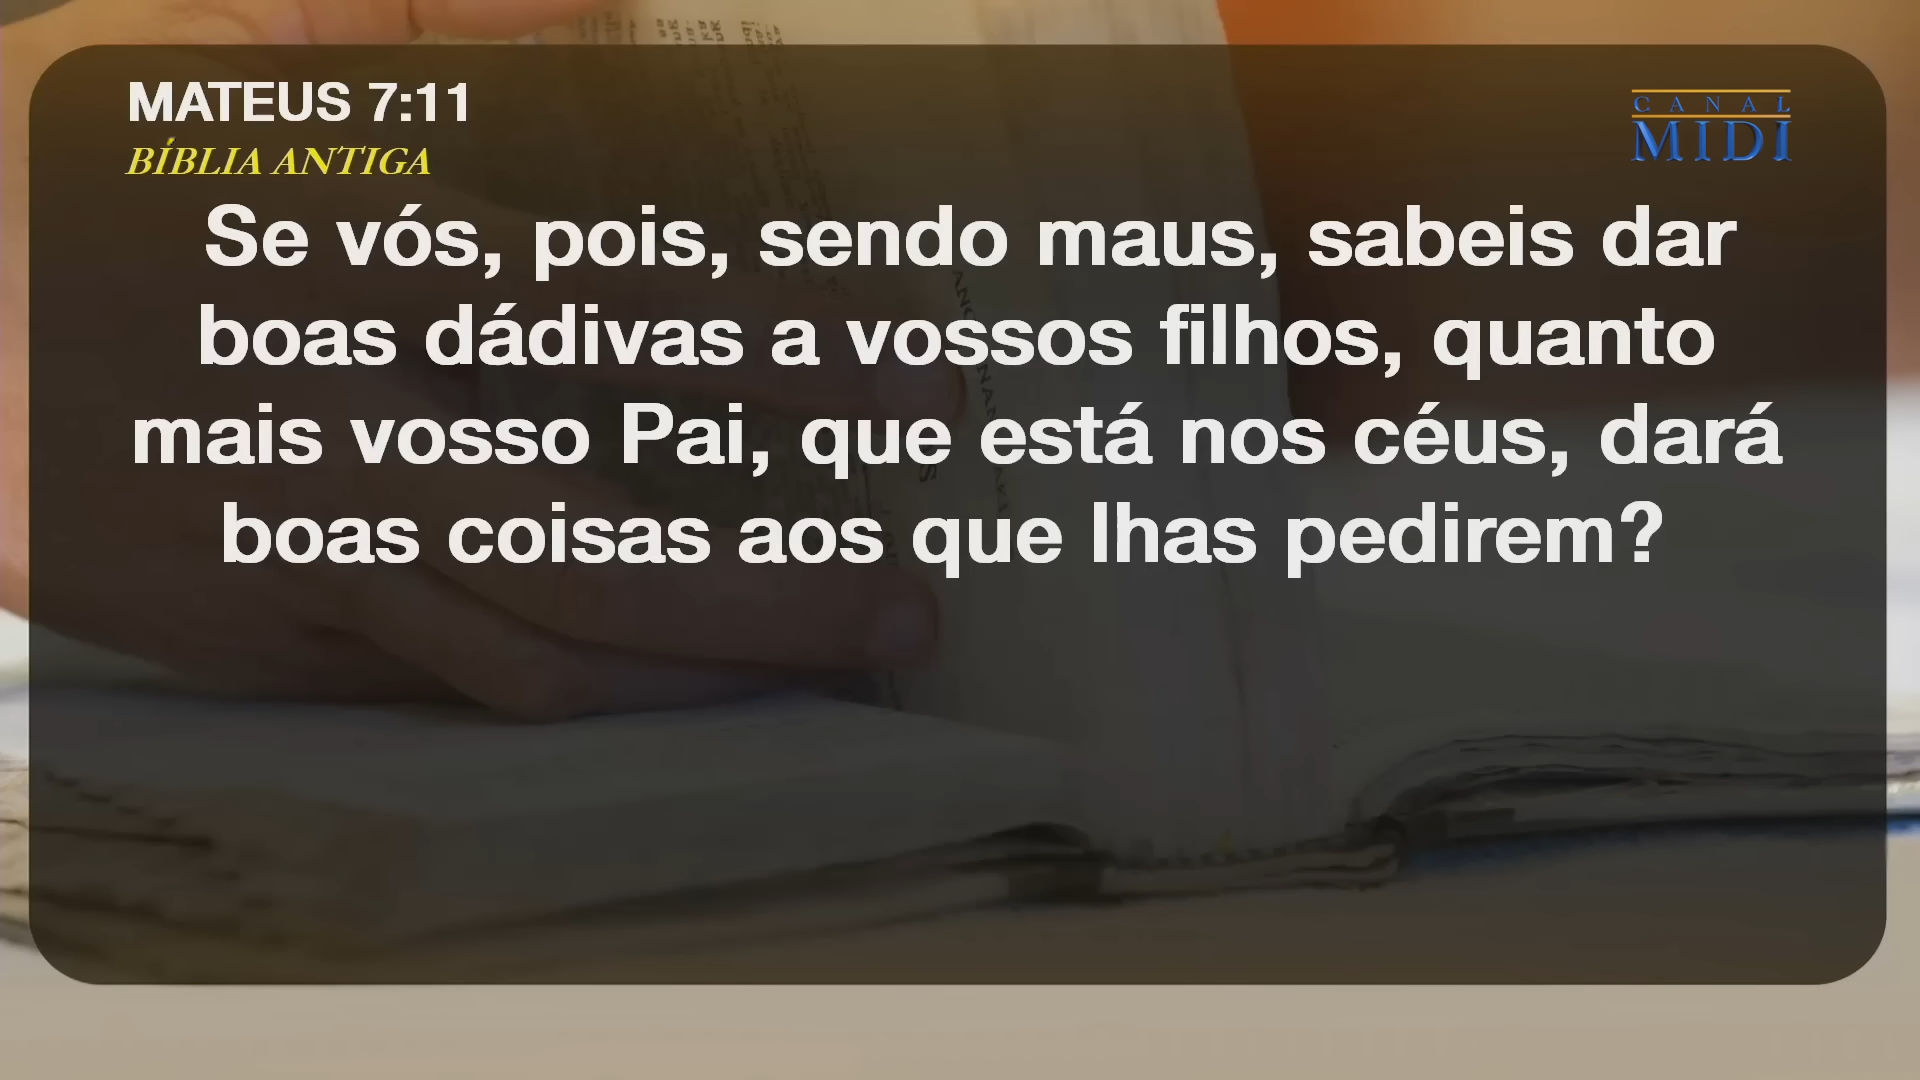 MATEUS 7:11
BÍBLIA ANTIGA
CANAL
MIDI
Se vós, pois, sendo maus, sabeis dar
boas dádivas a vossos filhos, quanto
mais vosso Pai, que está nos céus, dará
boas coisas aos que lhas pedirem?